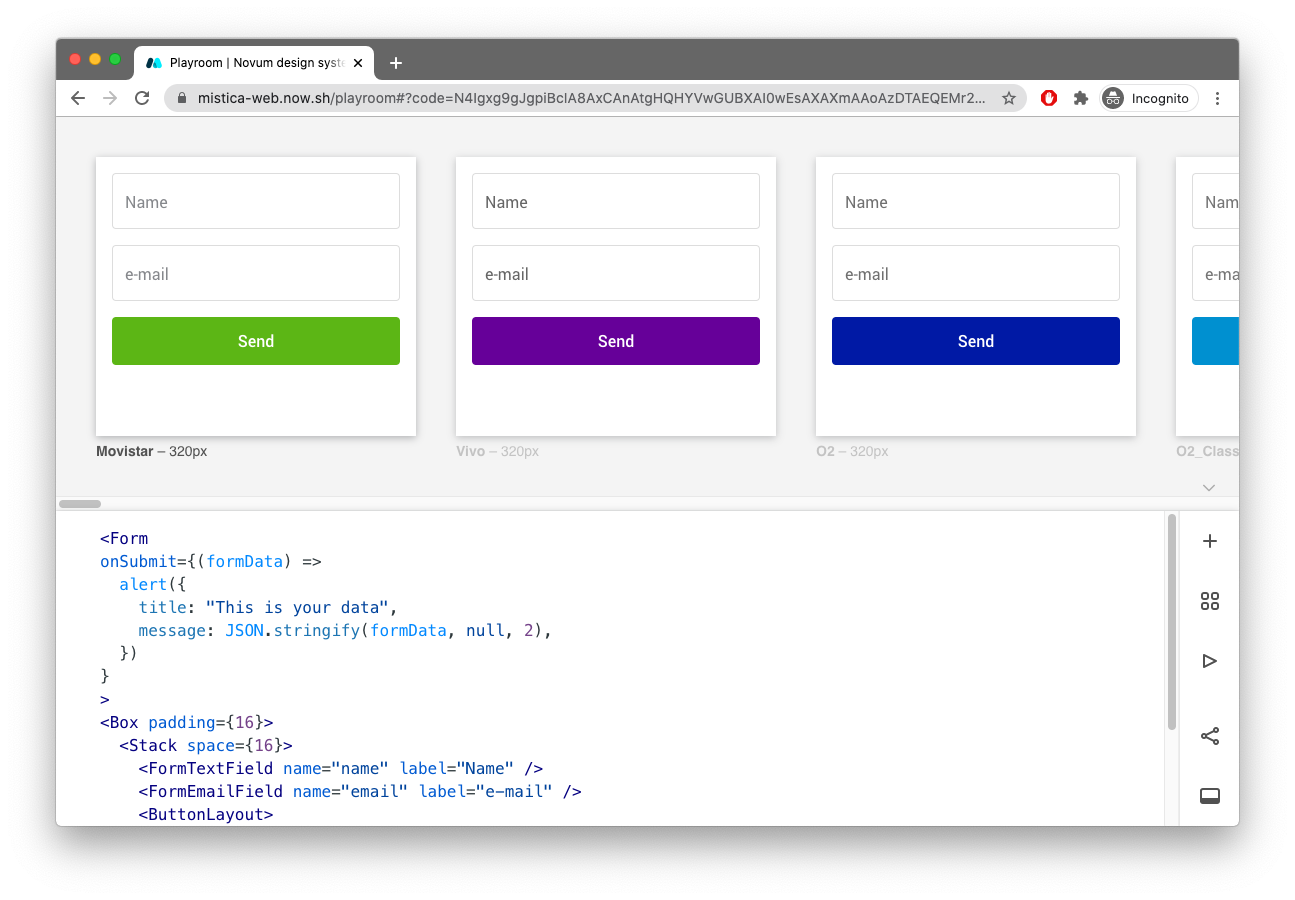 Playroom | Novum design syste
mistica-web.now.sh/playroom#?code=N4Igxg9gJgpiBcIA8AxCAnAtgHQHYVwGUBXAI0wEsAXAXmAAoAzDTAEQEMr2...
Incognito
Name
e-mail
Send
Movistar – 320px
Name
e-mail
Send
Vivo – 320px
Name
e-mail
Send
O2 – 320px
Nam
e-ma
O2_Class
<Form
onSubmit={(formData) =>
  alert({
    title: "This is your data",
    message: JSON.stringify(formData, null, 2),
  })
}
>
<Box padding={16}>
  <Stack space={16}>
    <FormTextField name="name" label="Name" />
    <FormEmailField name="email" label="e-mail" />
    <ButtonLayout>